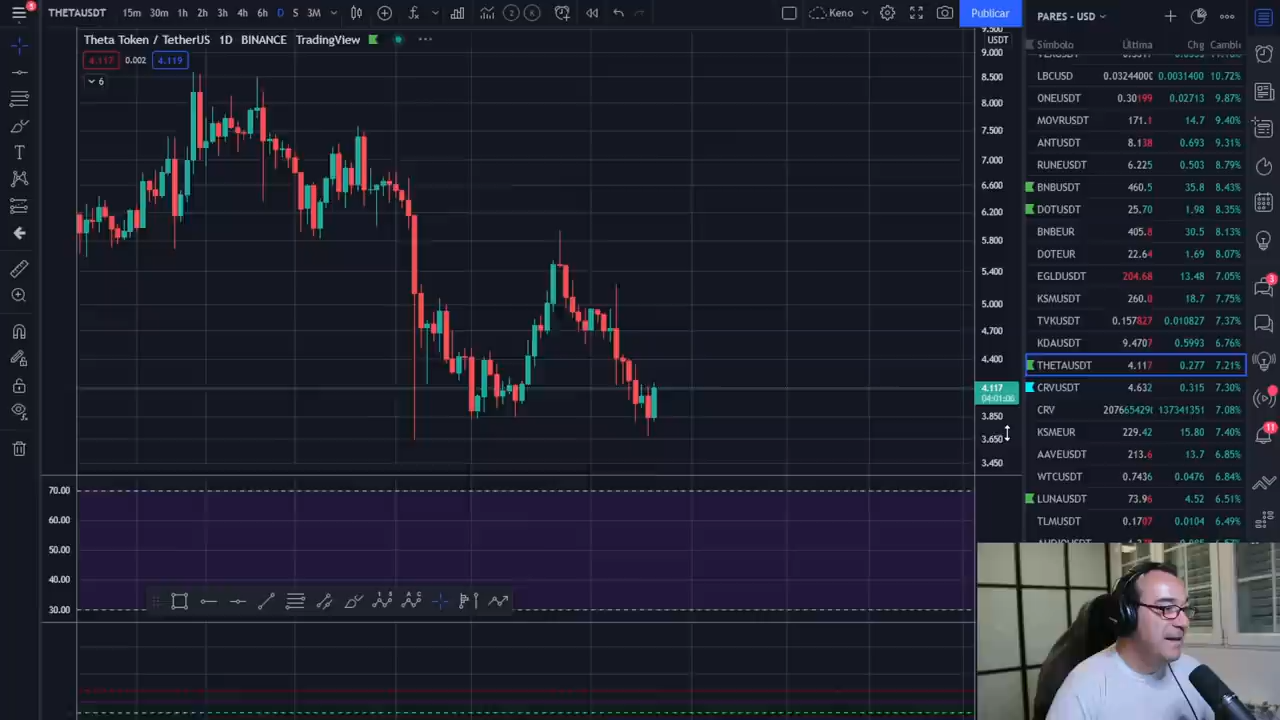 THETAUSDT 15m 30m 1h 2h 3h 4h 6h D S 3M Keno Publicar
PARES - USD
Theta Token / TetherUS 1D BINANCE TradingView
4.117 0.002 4.119
6
USDT
9.000
8.500
8.000
7.500
7.000
6.600
6.200
5.800
5.400
5.000
4.700
4.400
4.117
04:01:06
3.850
3.650
3.450
70.00
60.00
50.00
40.00
30.00
Símbolo Última Chg
LBCUSD 0.0324400 0.0031400 10.72%
ONEUSDT 0.30199 0.02713 9.87%
MOVRUSDT 171.1 14.7 9.40%
ANTUSDT 8.138 0.693 9.31%
RUNEUSDT 6.225 0.503 8.79%
BNBUSDT 460.5 35.8 8.43%
DOTUSDT 25.70 1.98 8.35%
BNBEUR 405.8 30.5 8.13%
DOTEUR 22.64 1.69 8.07%
EGLDUSDT 204.68 13.48 7.05%
KSMUSDT 260.0 18.7 7.75%
TVKUSDT 0.157827 0.010827 7.37%
KDAUSDT 9.4707 0.5993 6.76%
THETAUSDT 4.117 0.277 7.21%
CRVUSDT 4.632 0.315 7.30%
CRV 137341351 7.08%
KSMEUR 229.42 15.80 7.40%
AAVEUSDT 213.6 13.7 6.85%
WTCUSDT 0.7436 0.0476 6.84%
LUNAUSDT 73.96 4.52 6.51%
TLMUSDT 0.1707 0.0104 6.49%
3
3
11